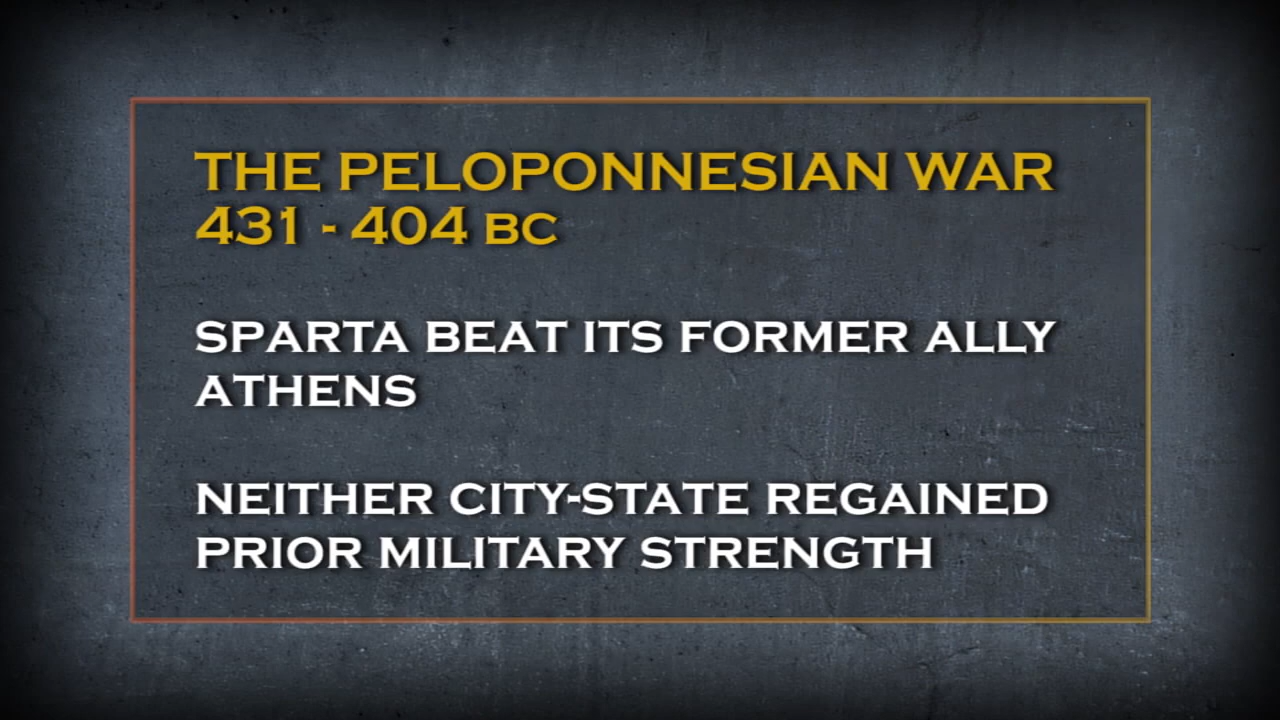 THE PELOPONNESIAN WAR
431 - 404 BC
SPARTA BEAT ITS FORMER ALLY
ATHENS
NEITHER CITY-STATE REGAINED
PRIOR MILITARY STRENGTH